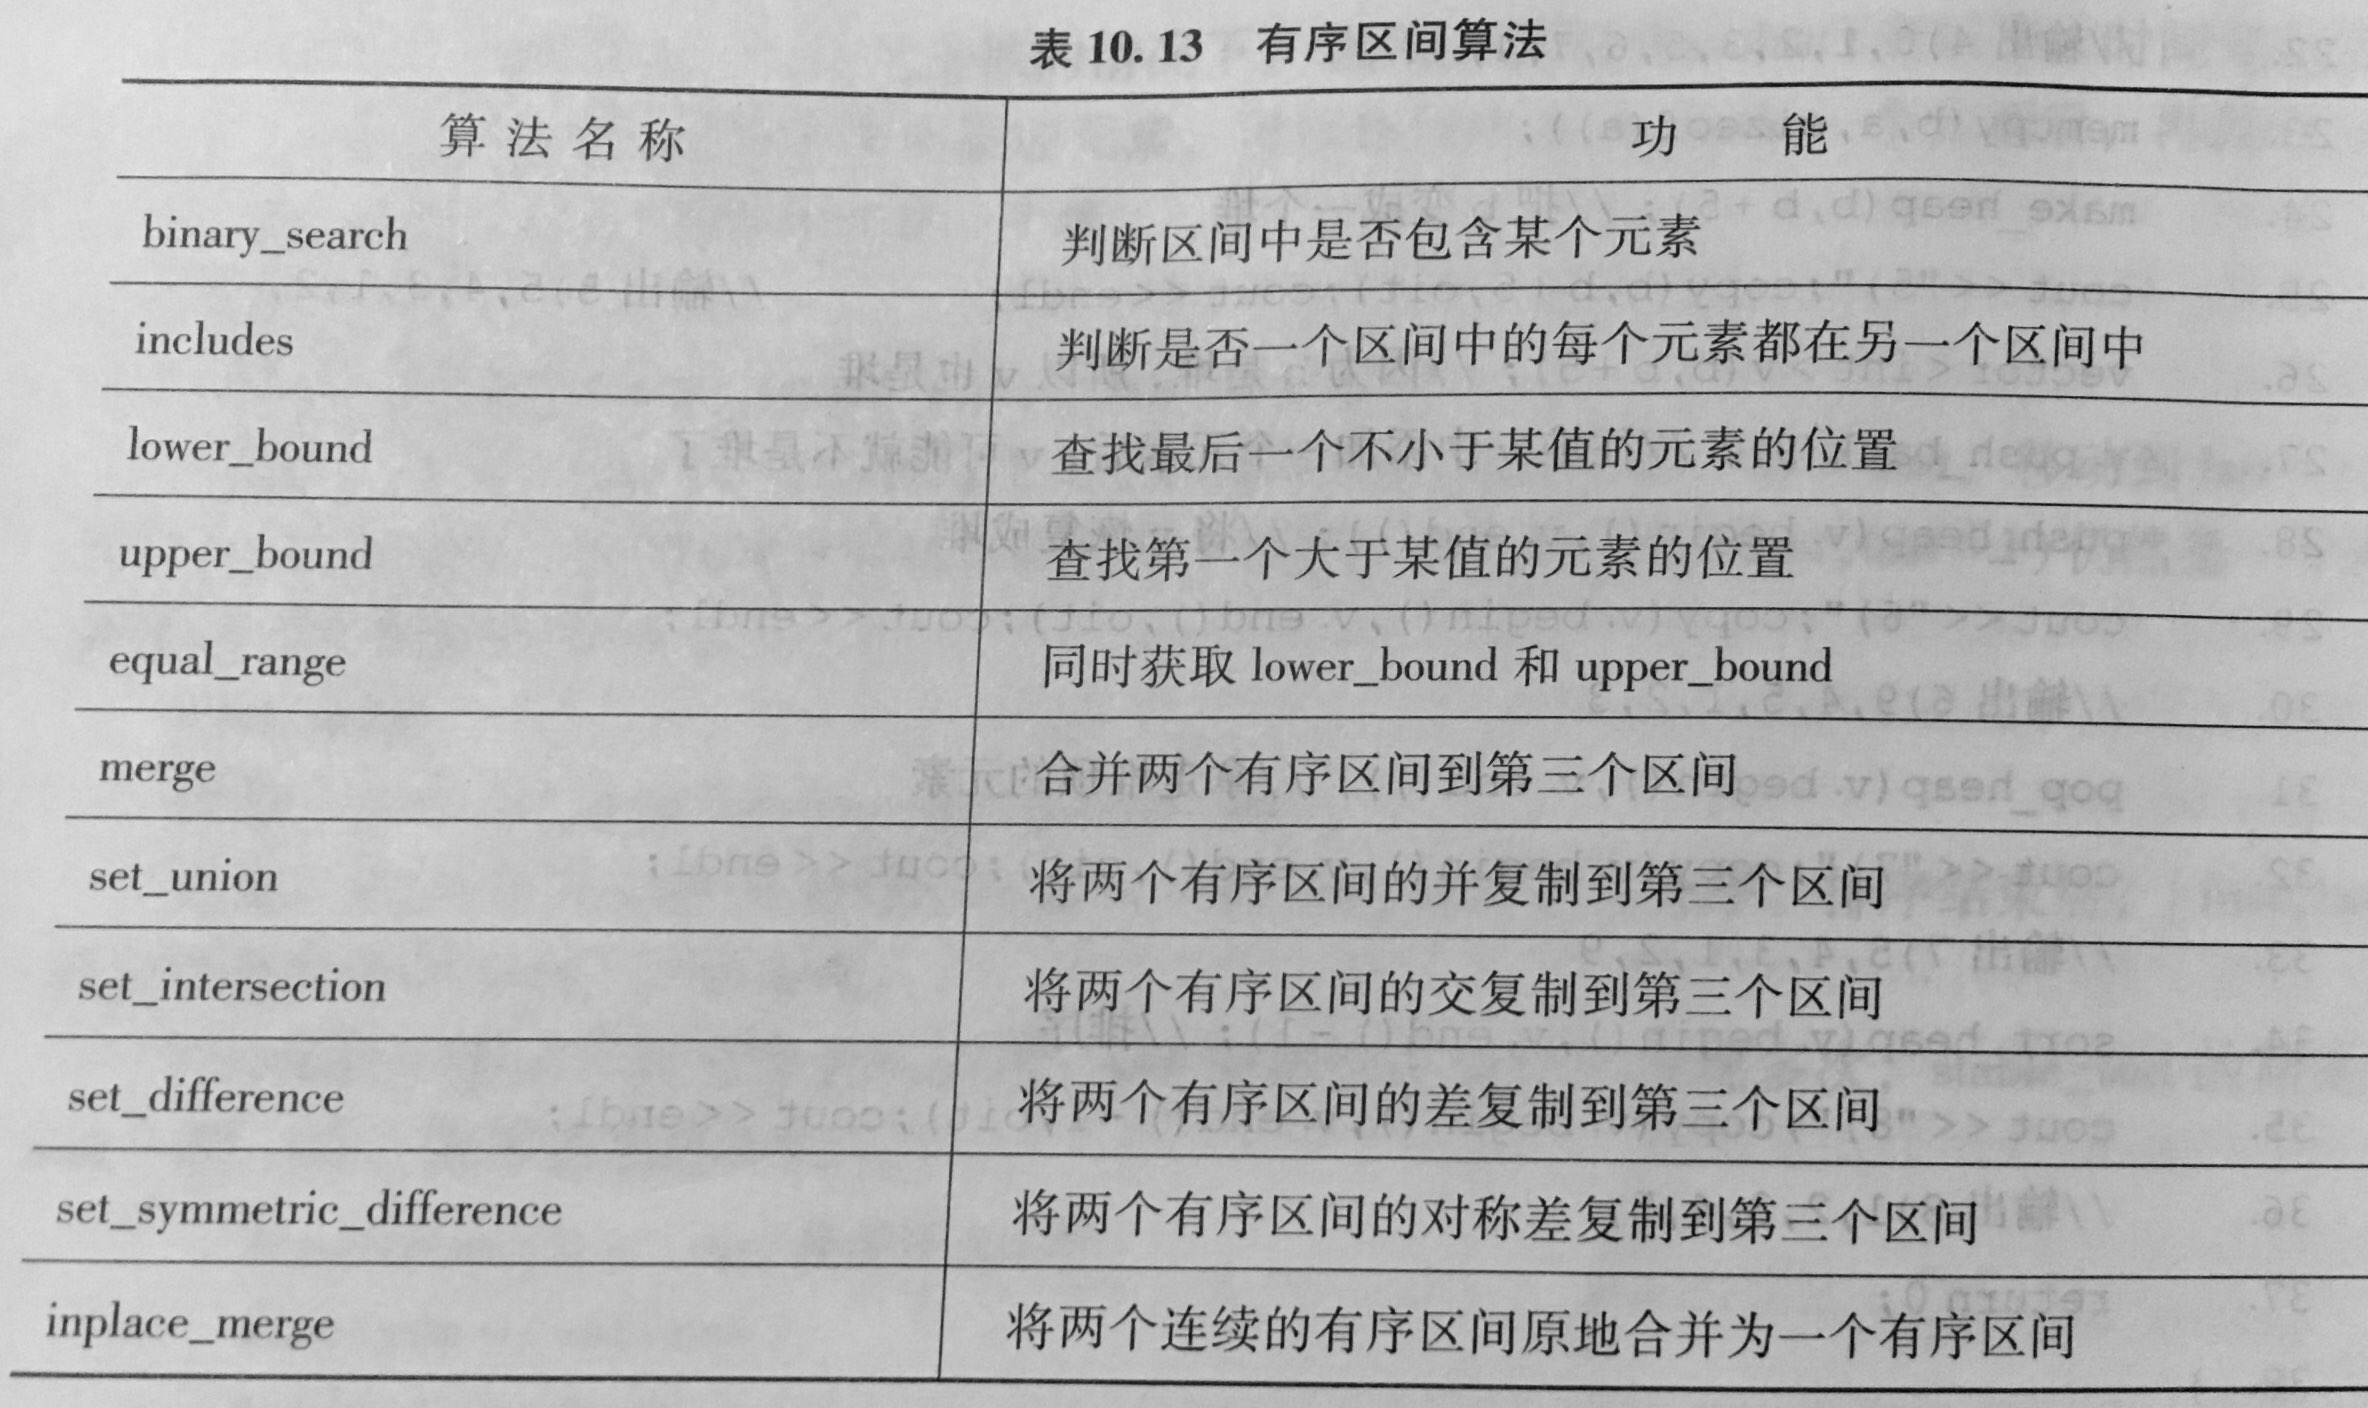 表 10.13 有序区间算法
算法名称 功 能
binary_search 判断区间中是否包含某个元素
includes 判断是否一个区间中的每个元素都在另一个区间中
lower_bound 查找最后一个不小于某值的元素的位置
upper_bound 查找第一个大于某值的元素的位置
equal_range 同时获取 lower_bound 和 upper_bound
merge 合并两个有序区间到第三个区间
set_union 将两个有序区间的并复制到第三个区间
set_intersection 将两个有序区间的交复制到第三个区间
set_difference 将两个有序区间的差复制到第三个区间
set_symmetric_difference 将两个有序区间的对称差复制到第三个区间
inplace_merge 将两个连续的有序区间原地合并为一个有序区间